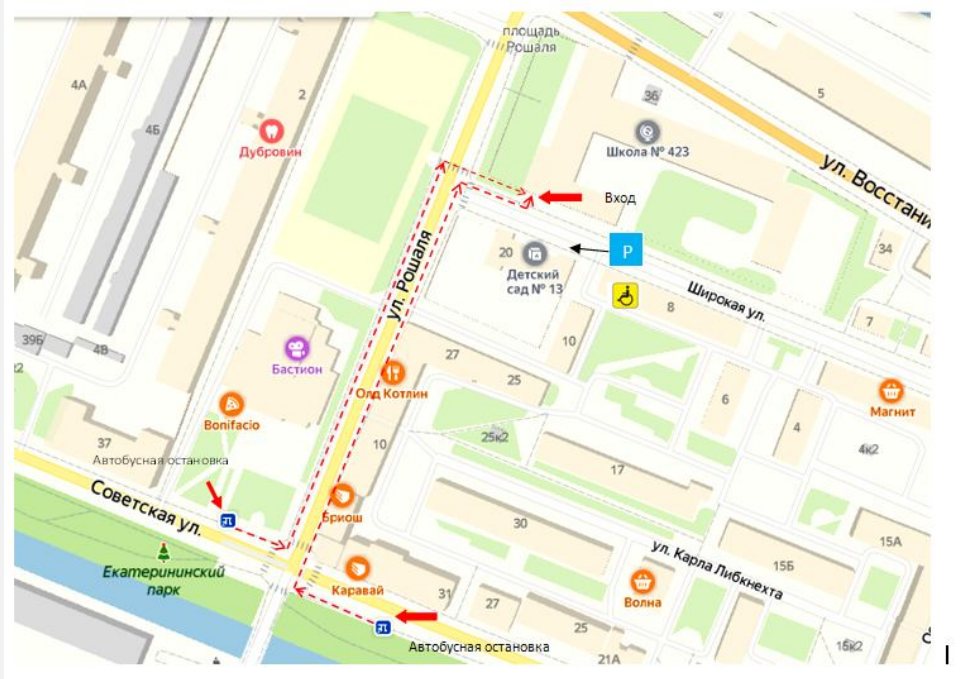 площадь
Рошаля
4А
5
2
36
4Б
Дубровин
Школа № 423
ул. Восстани
Вход
20
Р
34
Детский
сад № 13
ул. Рошаля
Широкая ул.
8
7
39Б
4В
10
Бастион
27
25
Олд Котлин
Магнит
6
Bonifacio
4
25к2
10
37
4к2
Автобусная остановка
17
Советская ул.
Бриош
30
15А
ул. Карла Либкнехта
15Б
Екатерининский
парк
Каравай
31
27
Волна
25
15к2
Автобусная остановка
21А